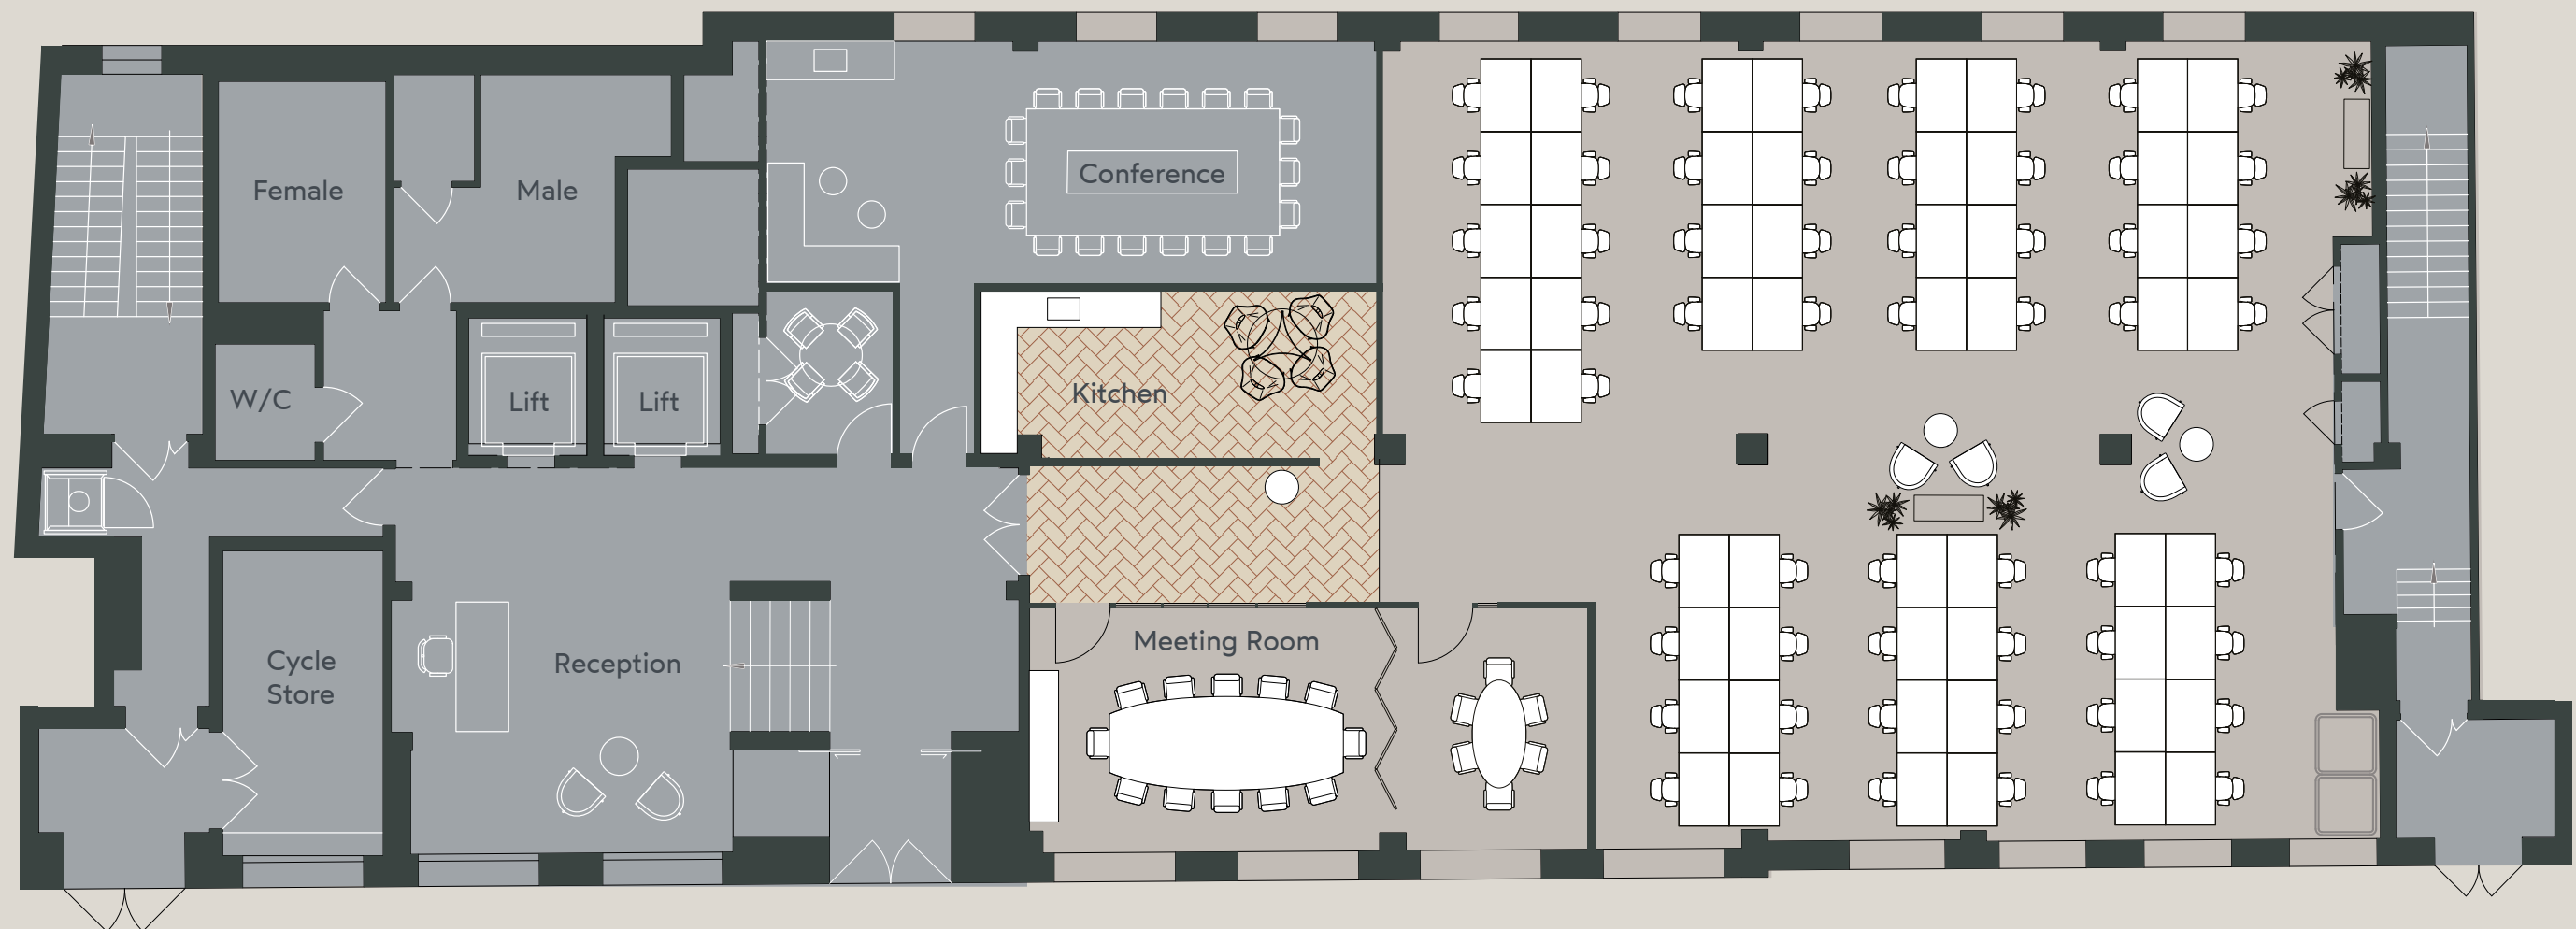 Female
Male
Conference
W/C
Lift
Lift
Kitchen
Cycle
Store
Reception
Meeting Room